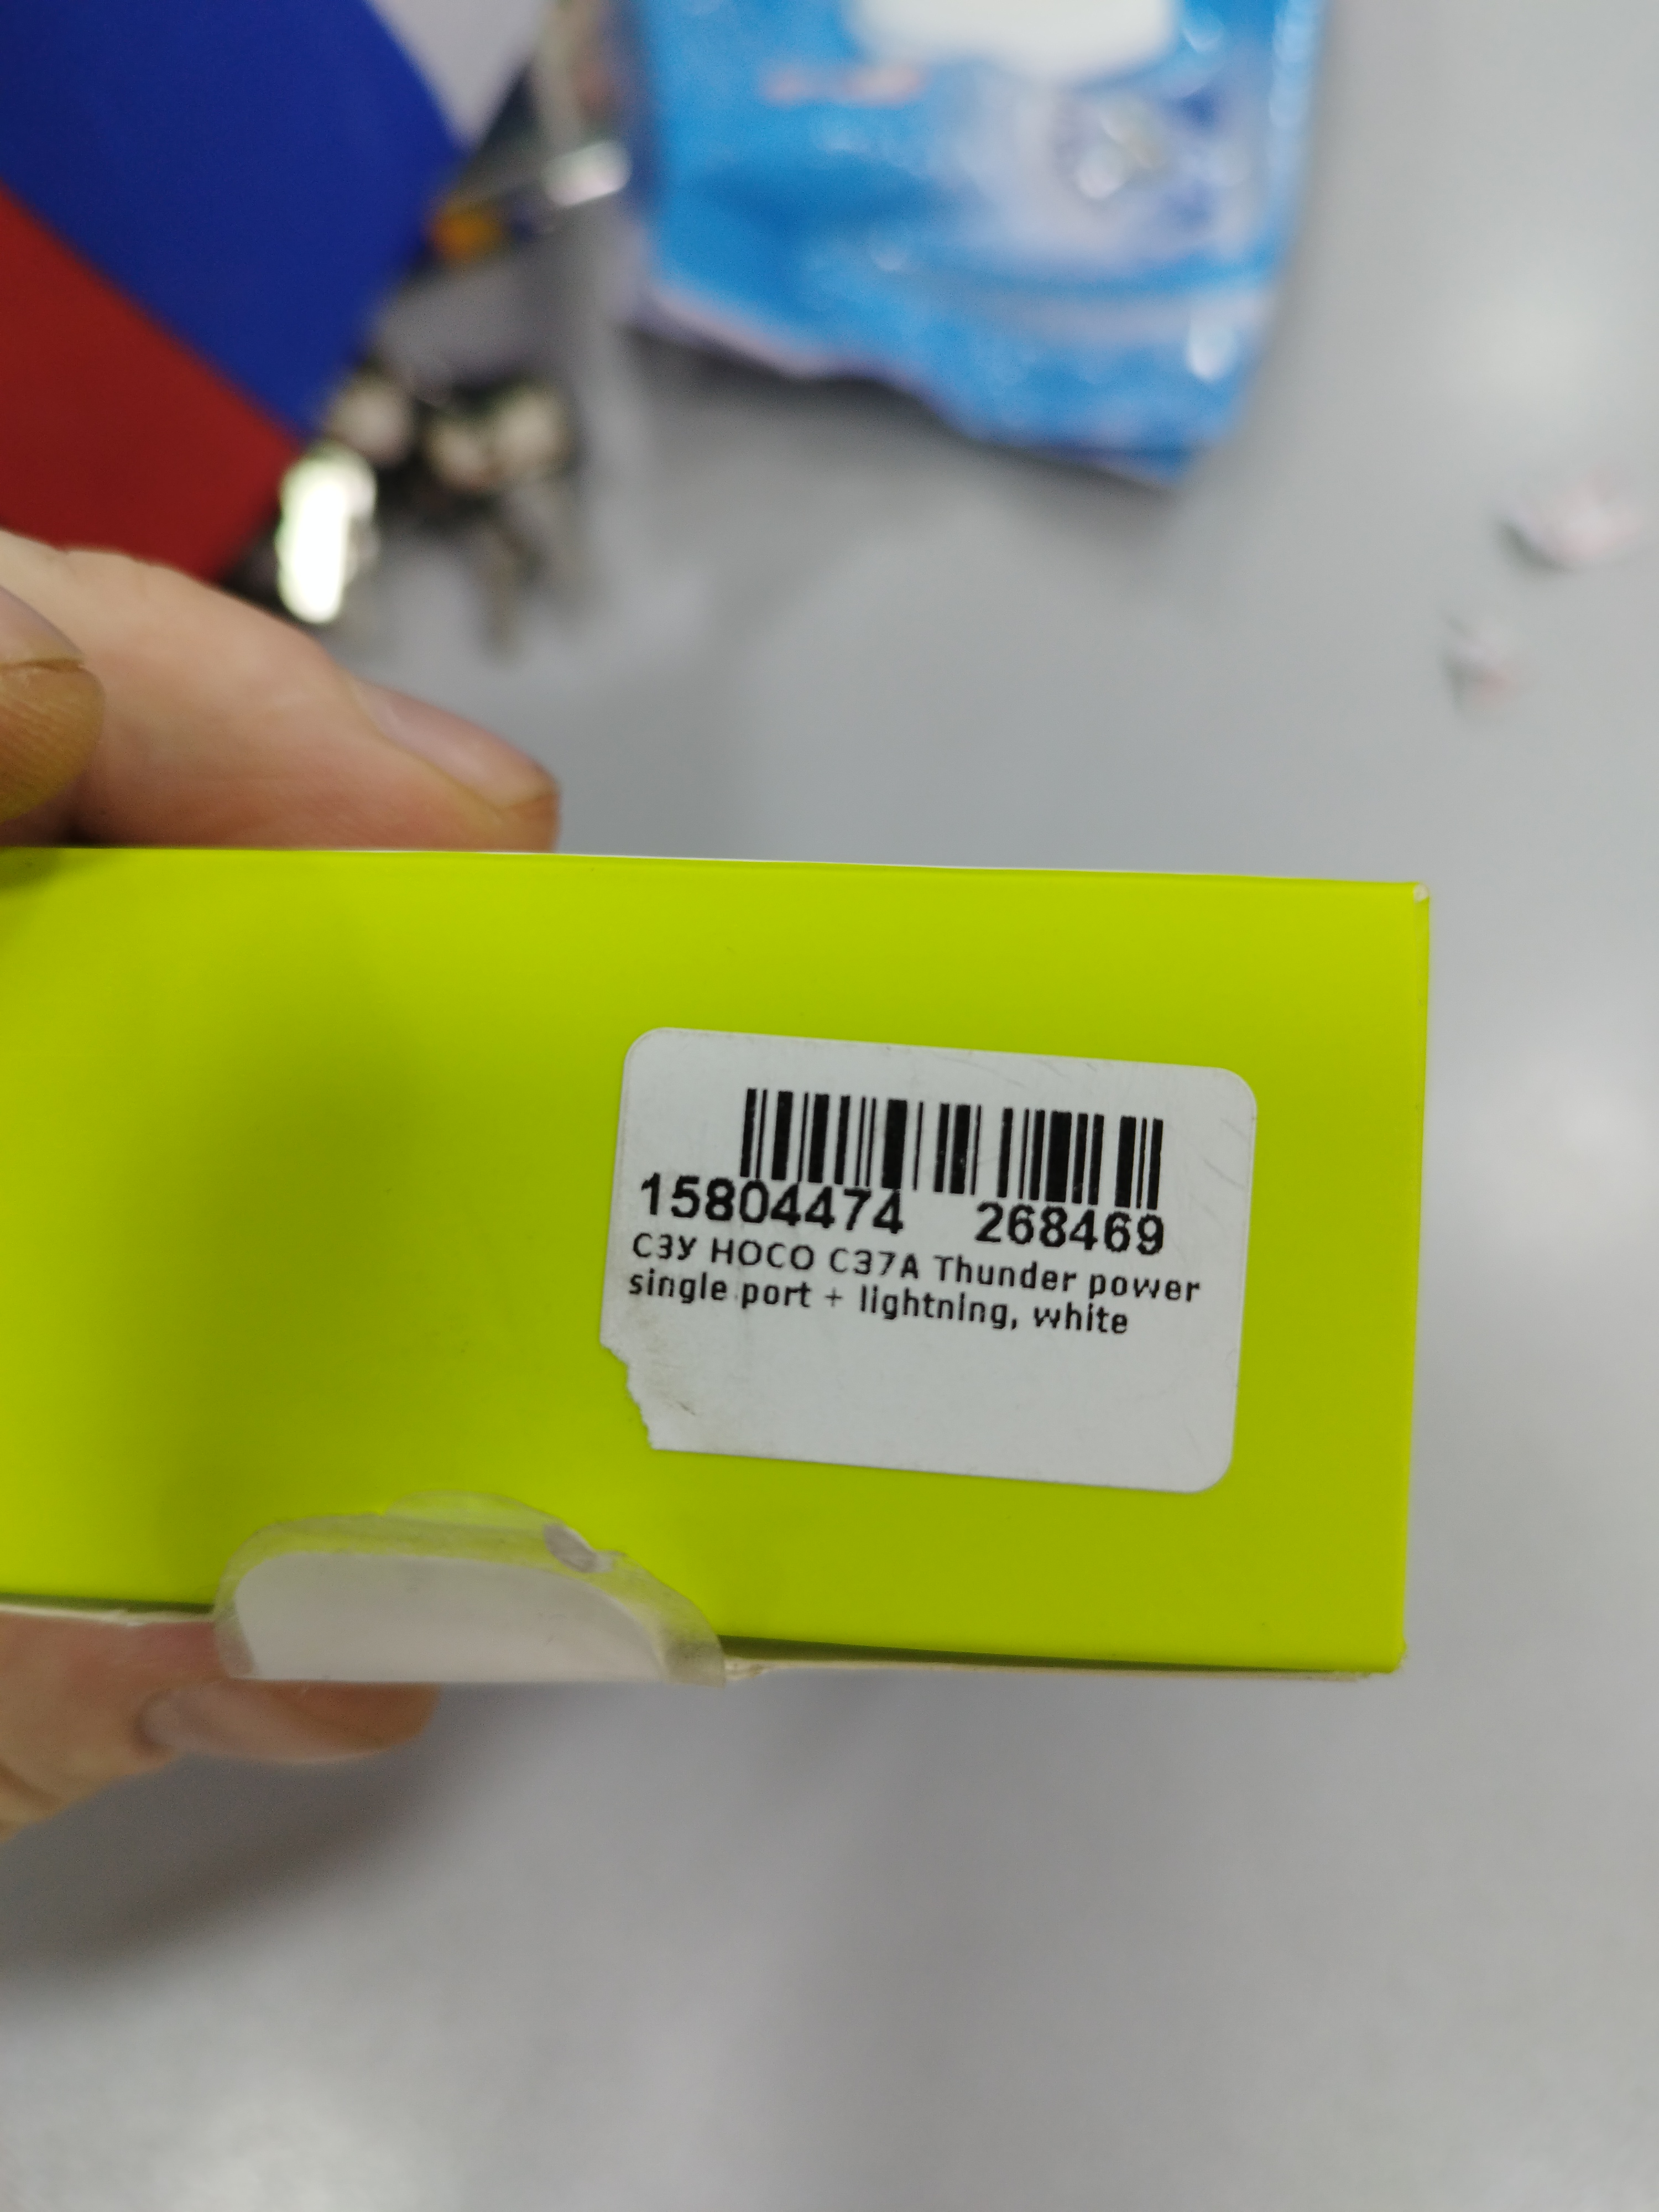 15804474 268469
СЗУ HOCO C37A Thunder power
single port + lightning, white